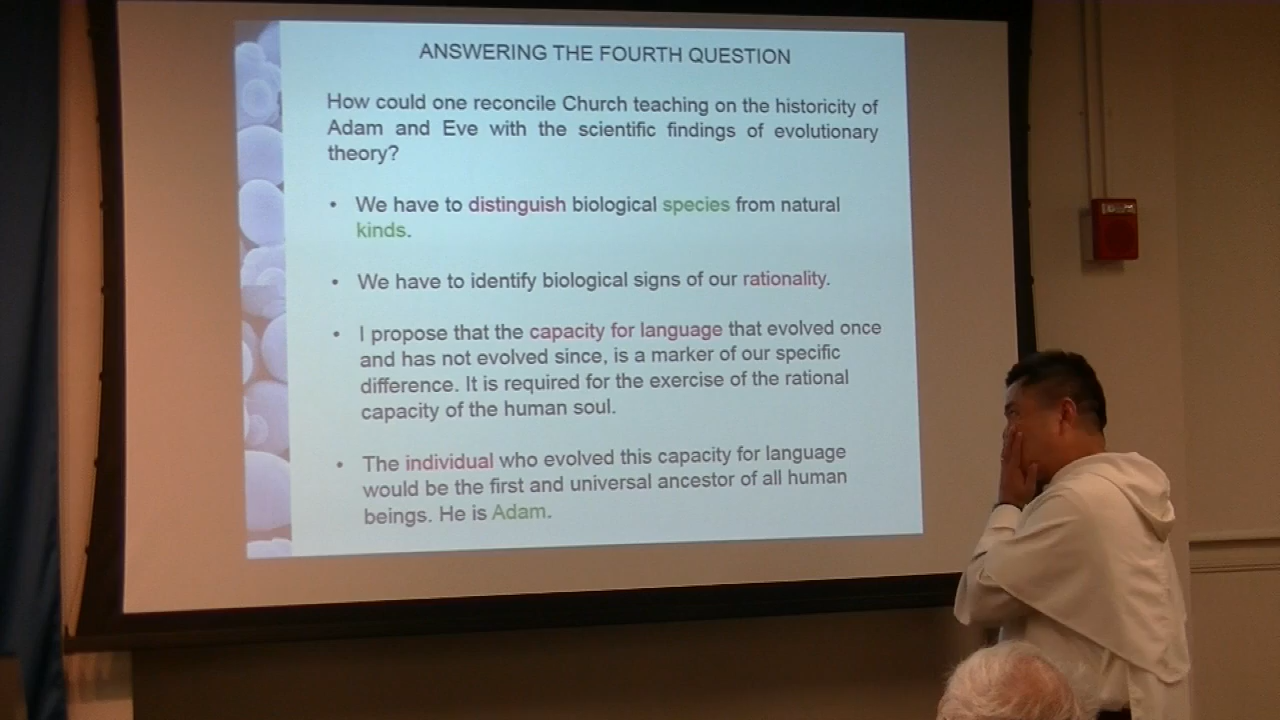 ANSWERING THE FOURTH QUESTION
How could one reconcile Church teaching on the historicity of
Adam and Eve with the scientific findings of evolutionary
theory?
• We have to distinguish biological species from natural
kinds.
• We have to identify biological signs of our rationality.
• I propose that the capacity for language that evolved once
and has not evolved since, is a marker of our specific
difference. It is required for the exercise of the rational
capacity of the human soul.
• The individual who evolved this capacity for language
would be the first and universal ancestor of all human
beings. He is Adam.